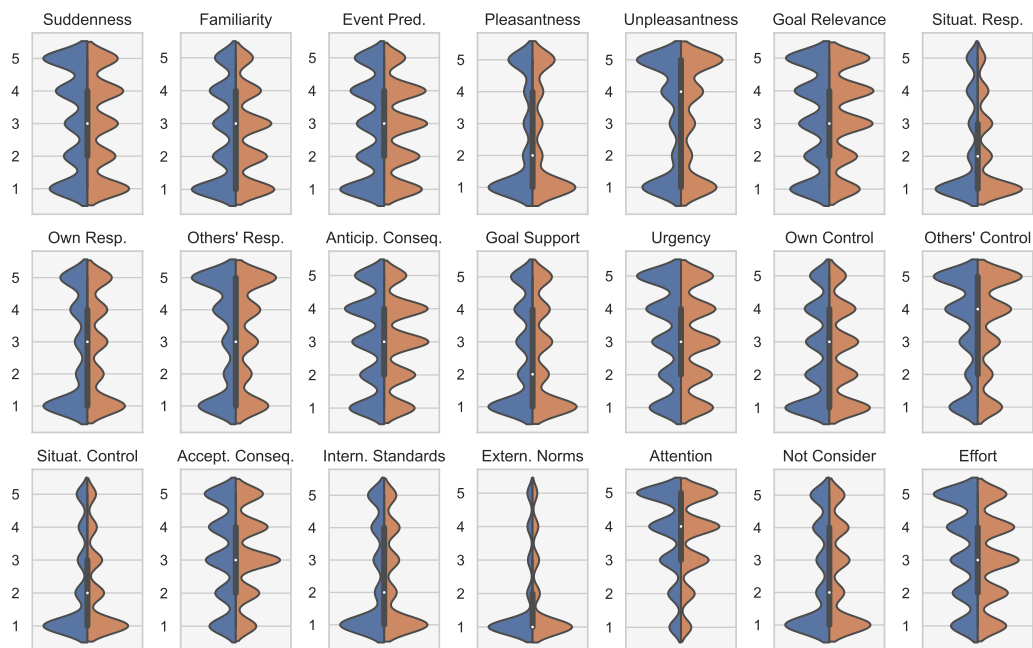 Suddenness Familiarity Event Pred. Pleasantness Unpleasantness Goal Relevance Situat. Resp.
5 5 5 5 5 5 5
4 4 4 4 4 4 4
3 3 3 3 3 3 3
2 2 2 2 2 2 2
1 1 1 1 1 1 1
Own Resp. Others' Resp. Anticip. Conseq. Goal Support Urgency Own Control Others' Control
5 5 5 5 5 5 5
4 4 4 4 4 4 4
3 3 3 3 3 3 3
2 2 2 2 2 2 2
1 1 1 1 1 1 1
Situat. Control Accept. Conseq. Intern. Standards Extern. Norms Attention Not Consider Effort
5 5 5 5 5 5 5
4 4 4 4 4 4 4
3 3 3 3 3 3 3
2 2 2 2 2 2 2
1 1 1 1 1 1 1